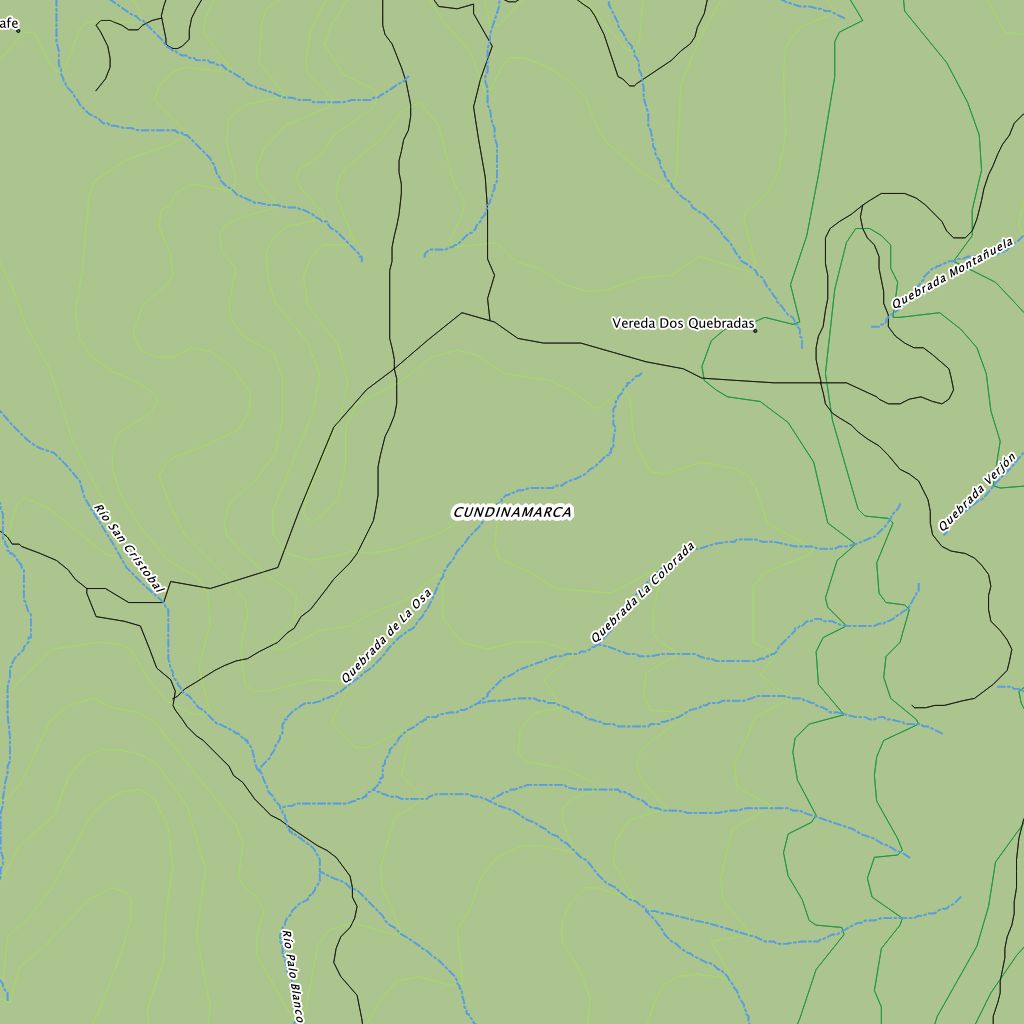 afe
Quebrada Montañuela
Vereda Dos Quebradas
Quebrada Verjón
CUNDINAMARCA
Río San Cristobal
Quebrada La Colorada
Quebrada de La Osa
Río Palo Blanco